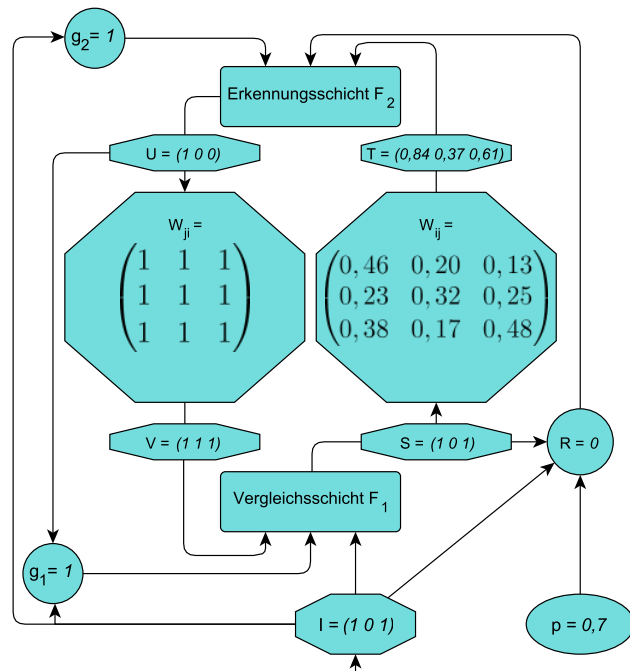 g2= 1
Erkennungsschicht F2
U = (1 0 0)
T = (0,84 0,37 0,61)
Wji =
1 1 1
1 1 1
1 1 1
Wij =
0,46 0,20 0,13
0,23 0,32 0,25
0,38 0,17 0,48
V = (1 1 1)
S = (1 0 1)
R = 0
Vergleichsschicht F1
g1= 1
I = (1 0 1)
p = 0,7